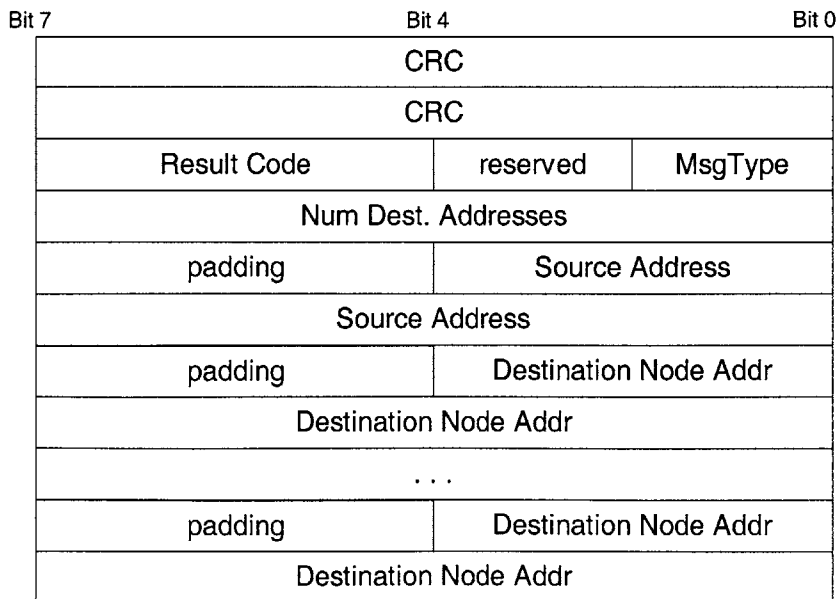 Bit 7 Bit 4 Bit 0
CRC
CRC
Result Code reserved MsgType
Num Dest. Addresses
padding Source Address
Source Address
padding Destination Node Addr
Destination Node Addr
. . .
padding Destination Node Addr
Destination Node Addr